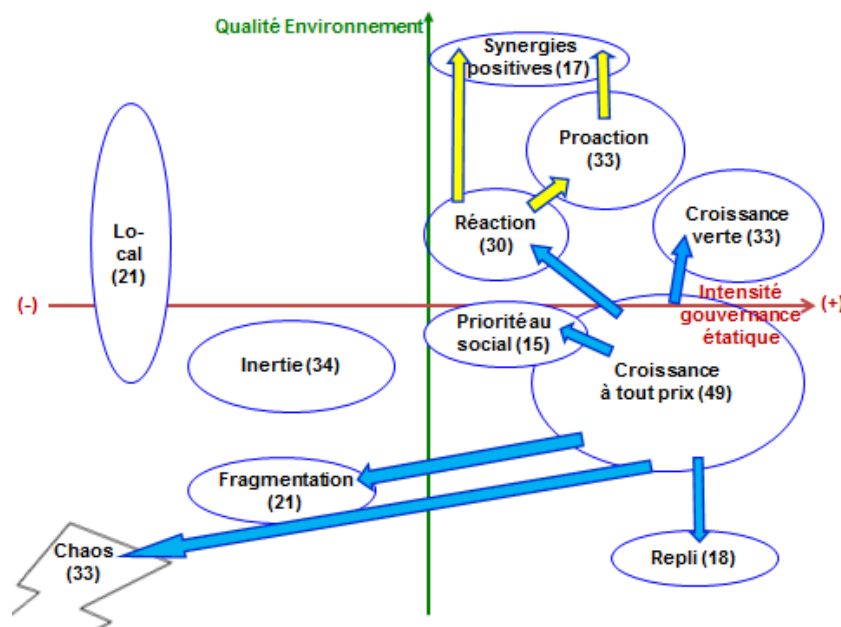 Qualité Environnement
Synergies
positives (17)
Proaction
(33)
Lo-
cal
(21)
Réaction
(30)
Croissance
verte (33)
(-)
(+)
Intensité
gouvernance
étatique
Priorité au
social (15)
Inertie (34)
Croissance
à tout prix (49)
Fragmentation
(21)
Chaos
(33)
Repli (18)